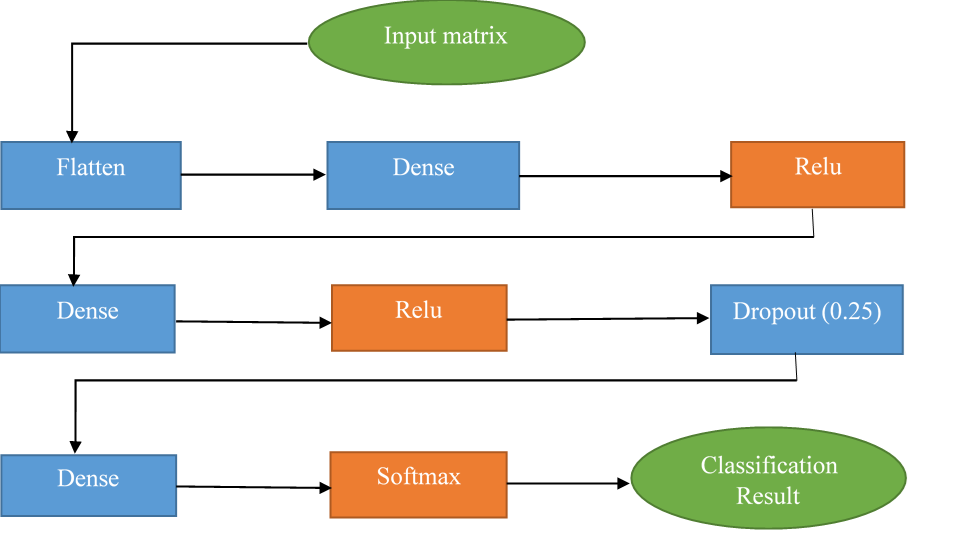 Input matrix
Flatten
Dense
Relu
Dense
Relu
Dropout (0.25)
Dense
Softmax
Classification
Result